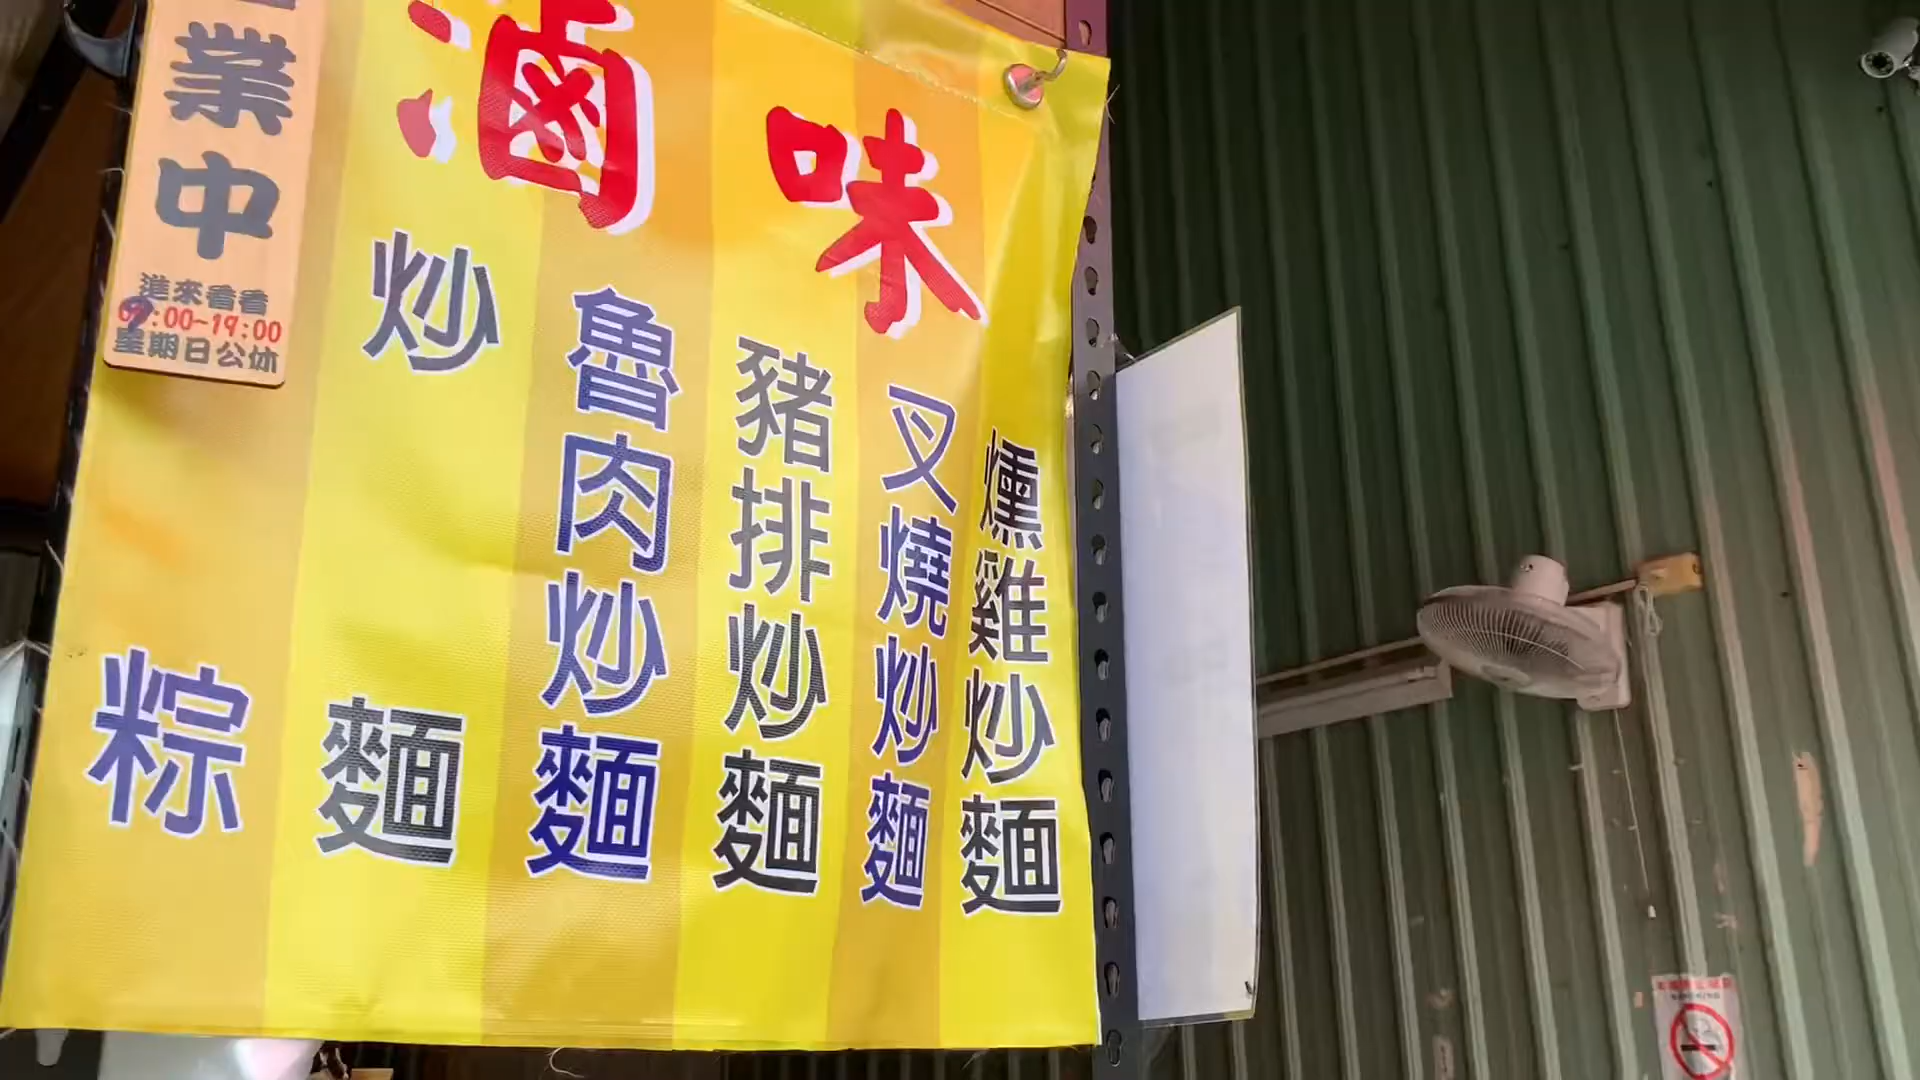 業中
進來看看
09:00-19:00
星期日公休
滷味
燻雞炒麵
叉燒炒麵
豬排炒麵
魯肉炒麵
炒麵
粽